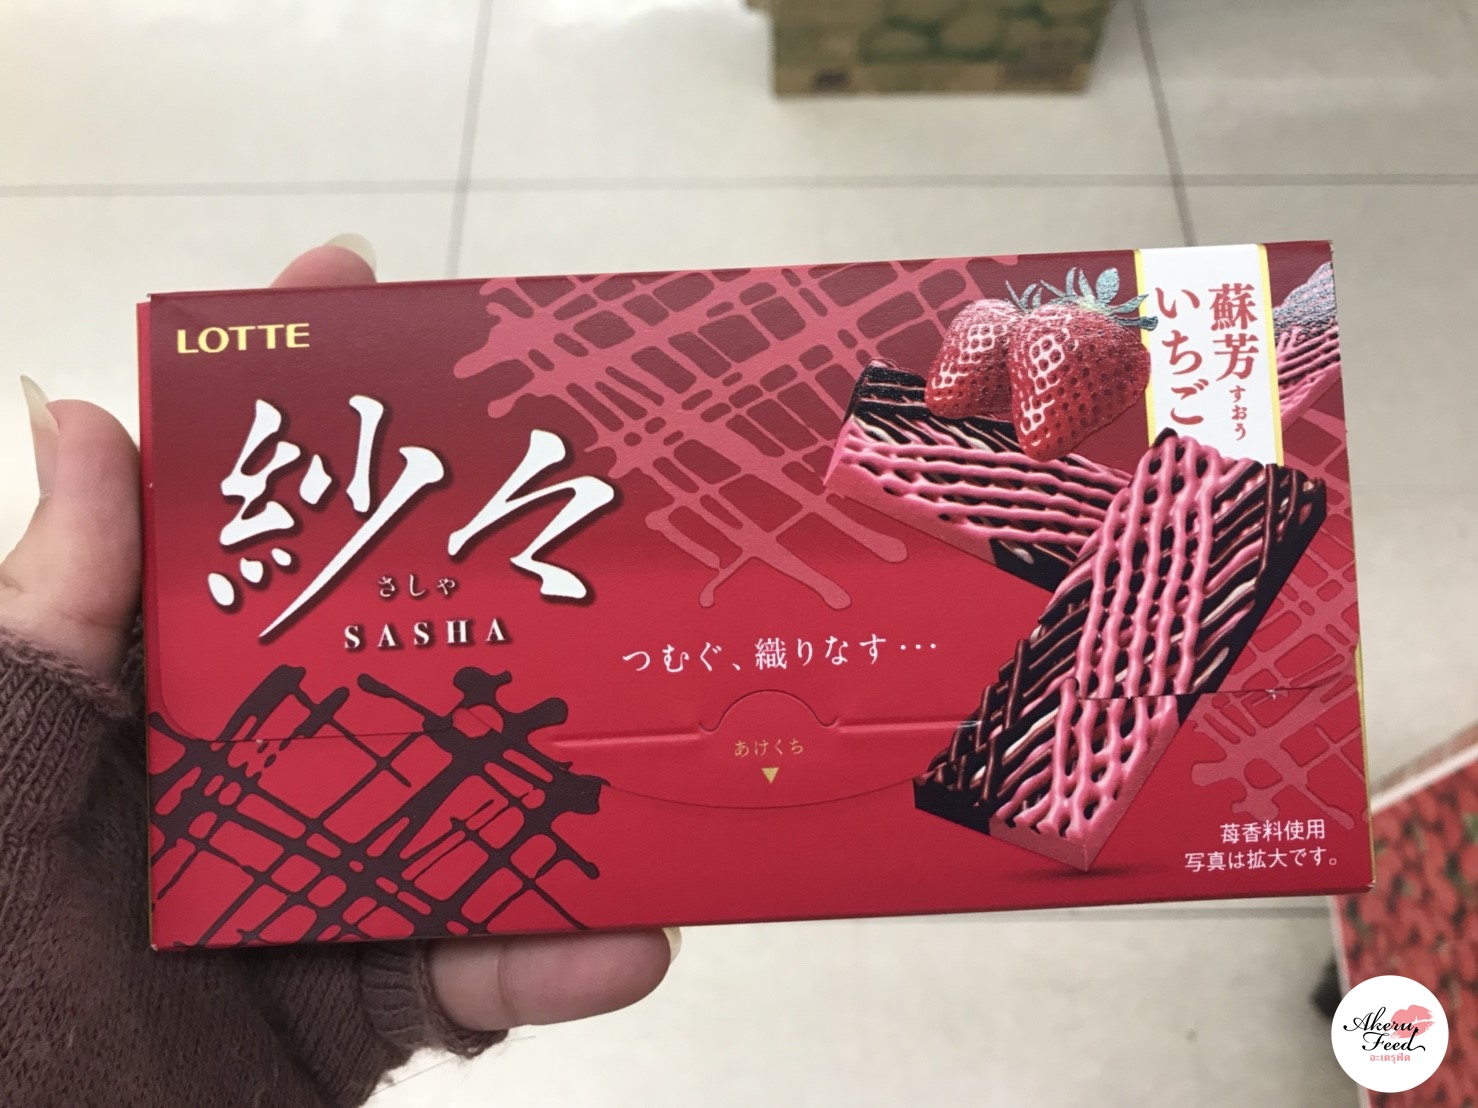 LOTTE
紗々
さしゃ
SASHA
つむぐ、織りなす…
あけくち
蘇芳
すおう
いちご
苺香料使用
写真は拡大です。
Akeru
Feed
อะเครุฟีด